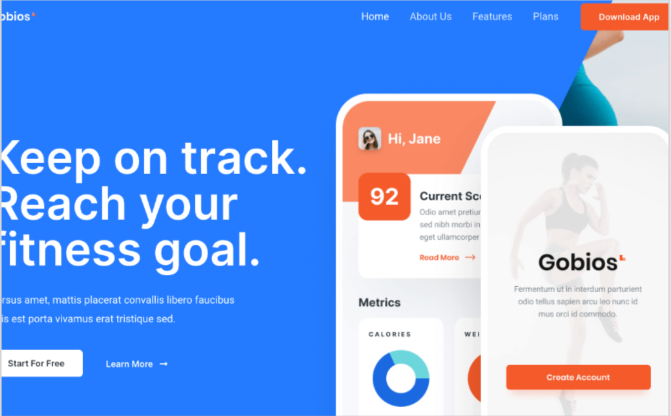 obios
Home About Us Features Plans Download App
Keep on track.
Reach your
fitness goal.
rsus amet, mattis placerat convallis libero faucibus
is est porta vivamus erat tristique sed.
Start For Free Learn More →
Hi, Jane
92
Current Sco
Odio amet pretiu
sed nibh morbi in
eget ullamcorper
Read More →
Metrics
CALORIES
WEI
Gobios
Fermentum ut in interdum parturient
odio tellus sapien arcu leo nunc id
mus orci id commodo.
Create Account